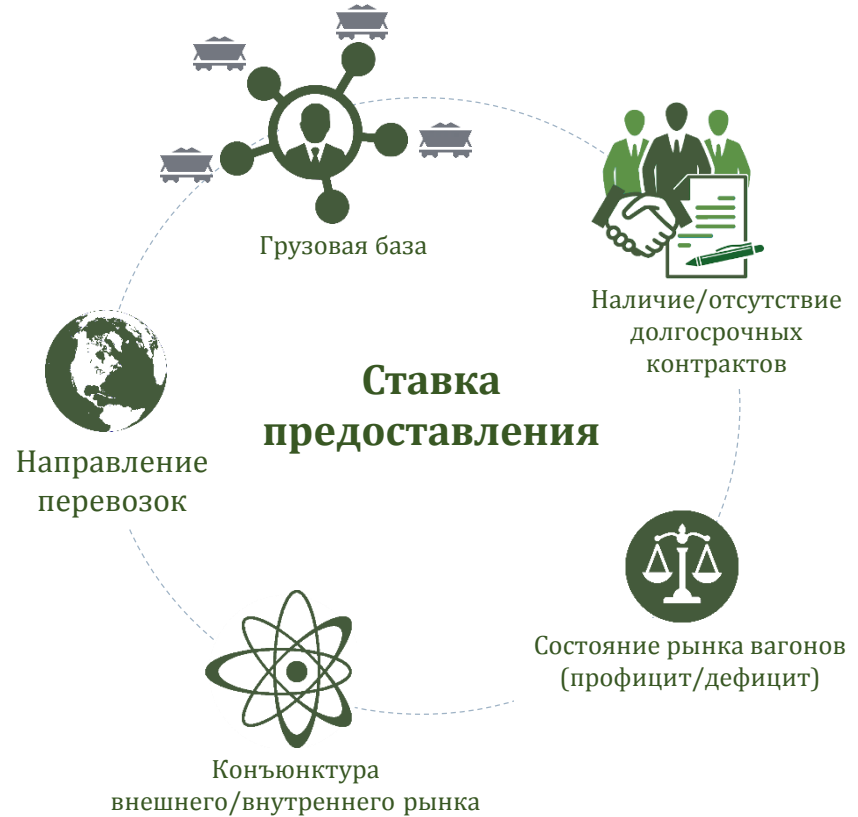 Грузовая база
Наличие/отсутствие
долгосрочных
контрактов
Ставка
предоставления
Направление
перевозок
Состояние рынка вагонов
(профицит/дефицит)
Конъюнктура
внешнего/внутреннего рынка